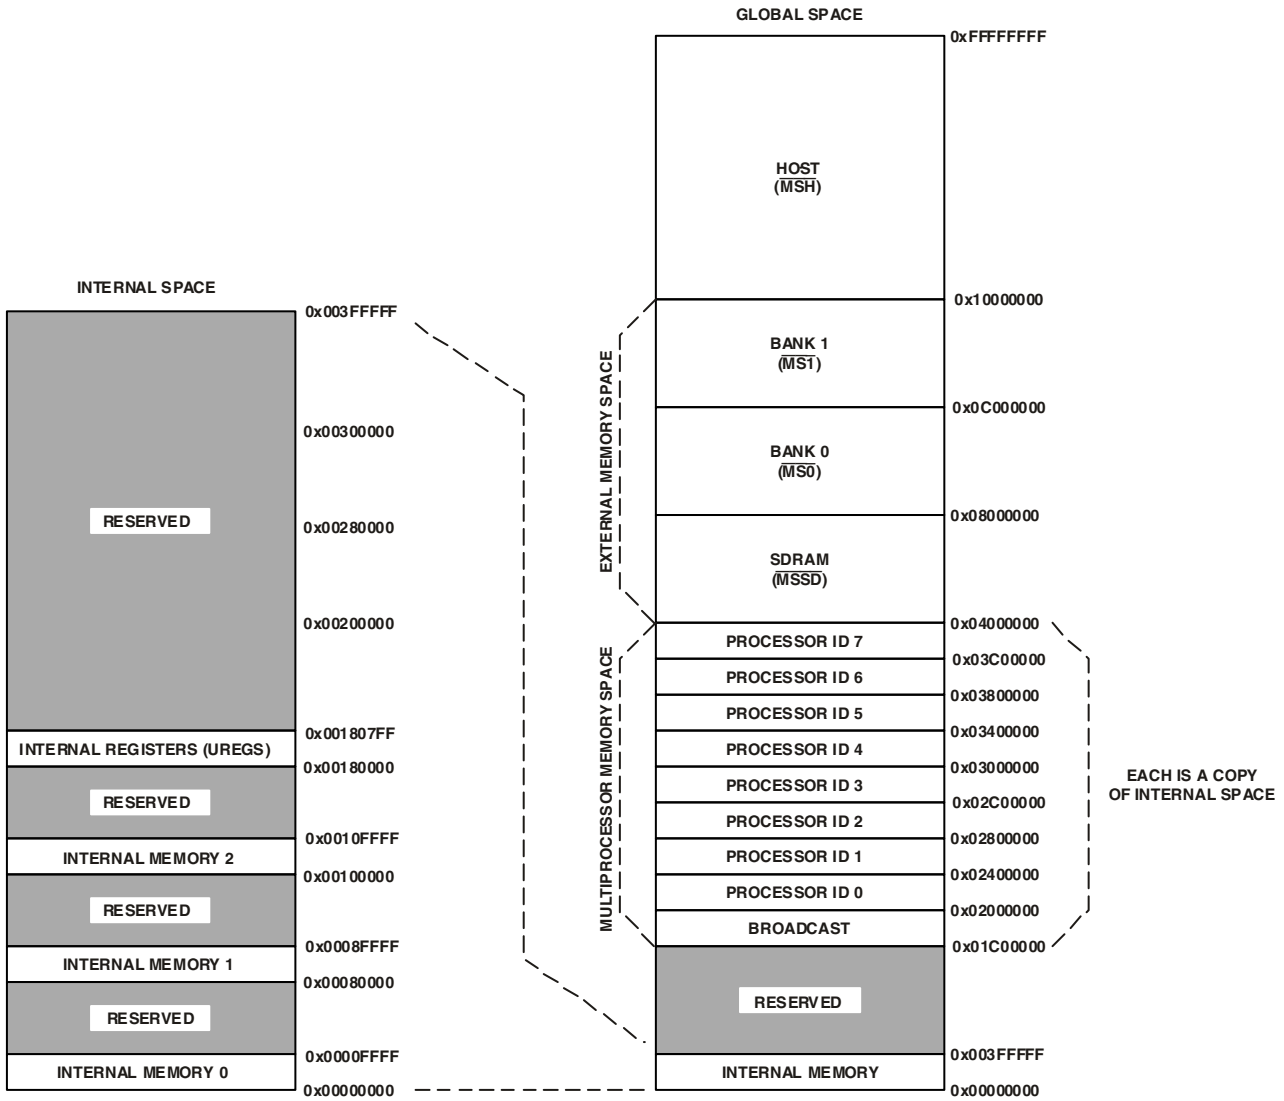 GLOBAL SPACE
0xFFFFFFFF
HOST
(MSH)
0x10000000
BANK 1
(MS1)
0x0C000000
BANK 0
(MS0)
0x08000000
SDRAM
(MSSD)
0x04000000
PROCESSOR ID 7
0x03C00000
PROCESSOR ID 6
0x03800000
PROCESSOR ID 5
0x03400000
PROCESSOR ID 4
0x03000000
PROCESSOR ID 3
0x02C00000
PROCESSOR ID 2
0x02800000
PROCESSOR ID 1
0x02400000
PROCESSOR ID 0
0x02000000
BROADCAST
0x01C00000
RESERVED
0x003FFFFF
INTERNAL MEMORY
0x00000000
EXTERNAL MEMORY SPACE
MULTIPROCESSOR MEMORY SPACE
EACH IS A COPY
OF INTERNAL SPACE
INTERNAL SPACE
0x003FFFFF
0x00300000
RESERVED
0x00280000
0x00200000
0x001807FF
INTERNAL REGISTERS (UREGS)
0x00180000
RESERVED
0x0010FFFF
INTERNAL MEMORY 2
0x00100000
RESERVED
0x0008FFFF
INTERNAL MEMORY 1
0x00080000
RESERVED
0x0000FFFF
INTERNAL MEMORY 0
0x00000000